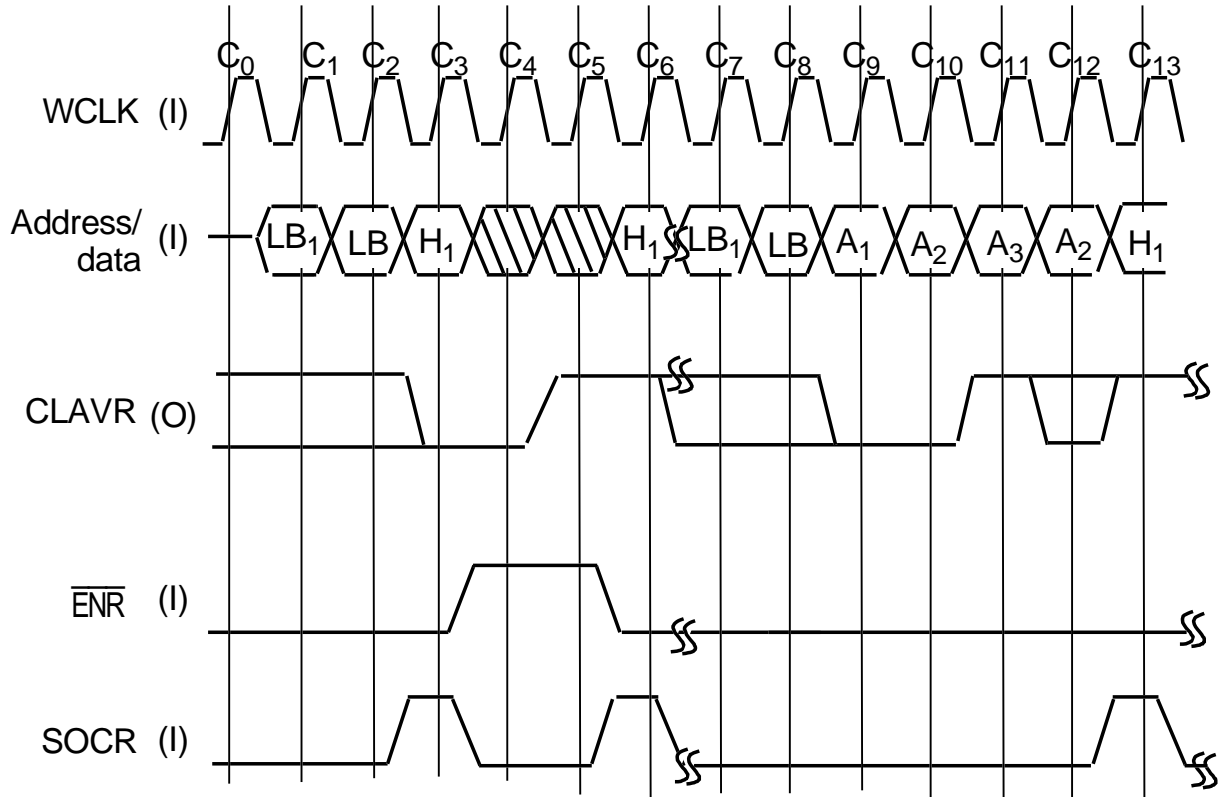 C0 C1 C2 C3 C4 C5 C6 C7 C8 C9 C10 C11 C12 C13
WCLK (I)
Address/
data (I)
LB1 LB H1 H1 LB1 LB A1 A2 A3 A2 H1
CLAVR (O)
ENR (I)
SOCR (I)